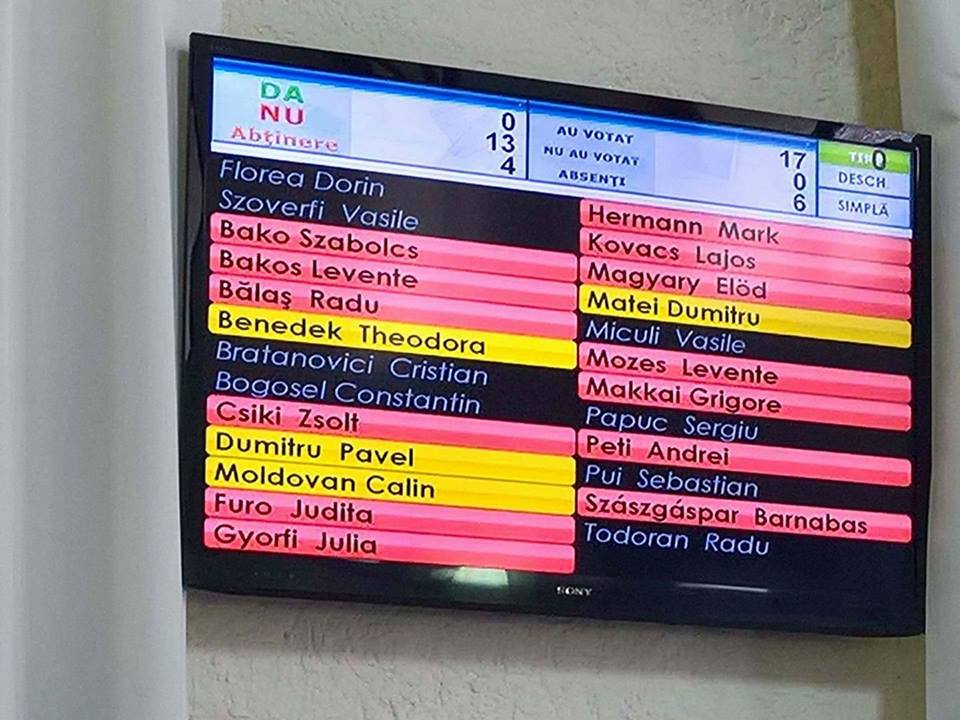 DA
NU
Abținere
0
13
4
AU VOTAT
NU AU VOTAT
ABSENȚI
17
0
6
0
DESCH.
SIMPLĂ
Florea Dorin
Szoverfi Vasile
Bako Szabolcs
Bakos Levente
Bălaș Radu
Benedek Theodora
Bratanovici Cristian
Bogosel Constantin
Csiki Zsolt
Dumitru Pavel
Moldovan Calin
Furo Judita
Gyorfi Julia
Hermann Mark
Kovacs Lajos
Magyary Elöd
Matei Dumitru
Miculi Vasile
Mozes Levente
Makkai Grigore
Papuc Sergiu
Peti Andrei
Pui Sebastian
Szászgáspar Barnabas
Todoran Radu
SONY